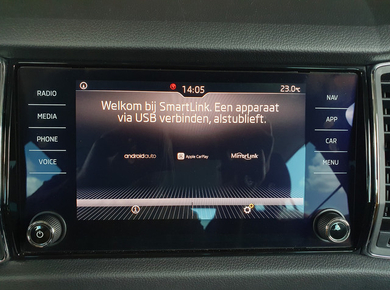 14:05
23.0°C
RADIO
MEDIA
PHONE
VOICE
Welkom bij SmartLink. Een apparaat
via USB verbinden, alstublieft.
androidauto
Apple CarPlay
MirrorLink
NAV
APP
CAR
MENU